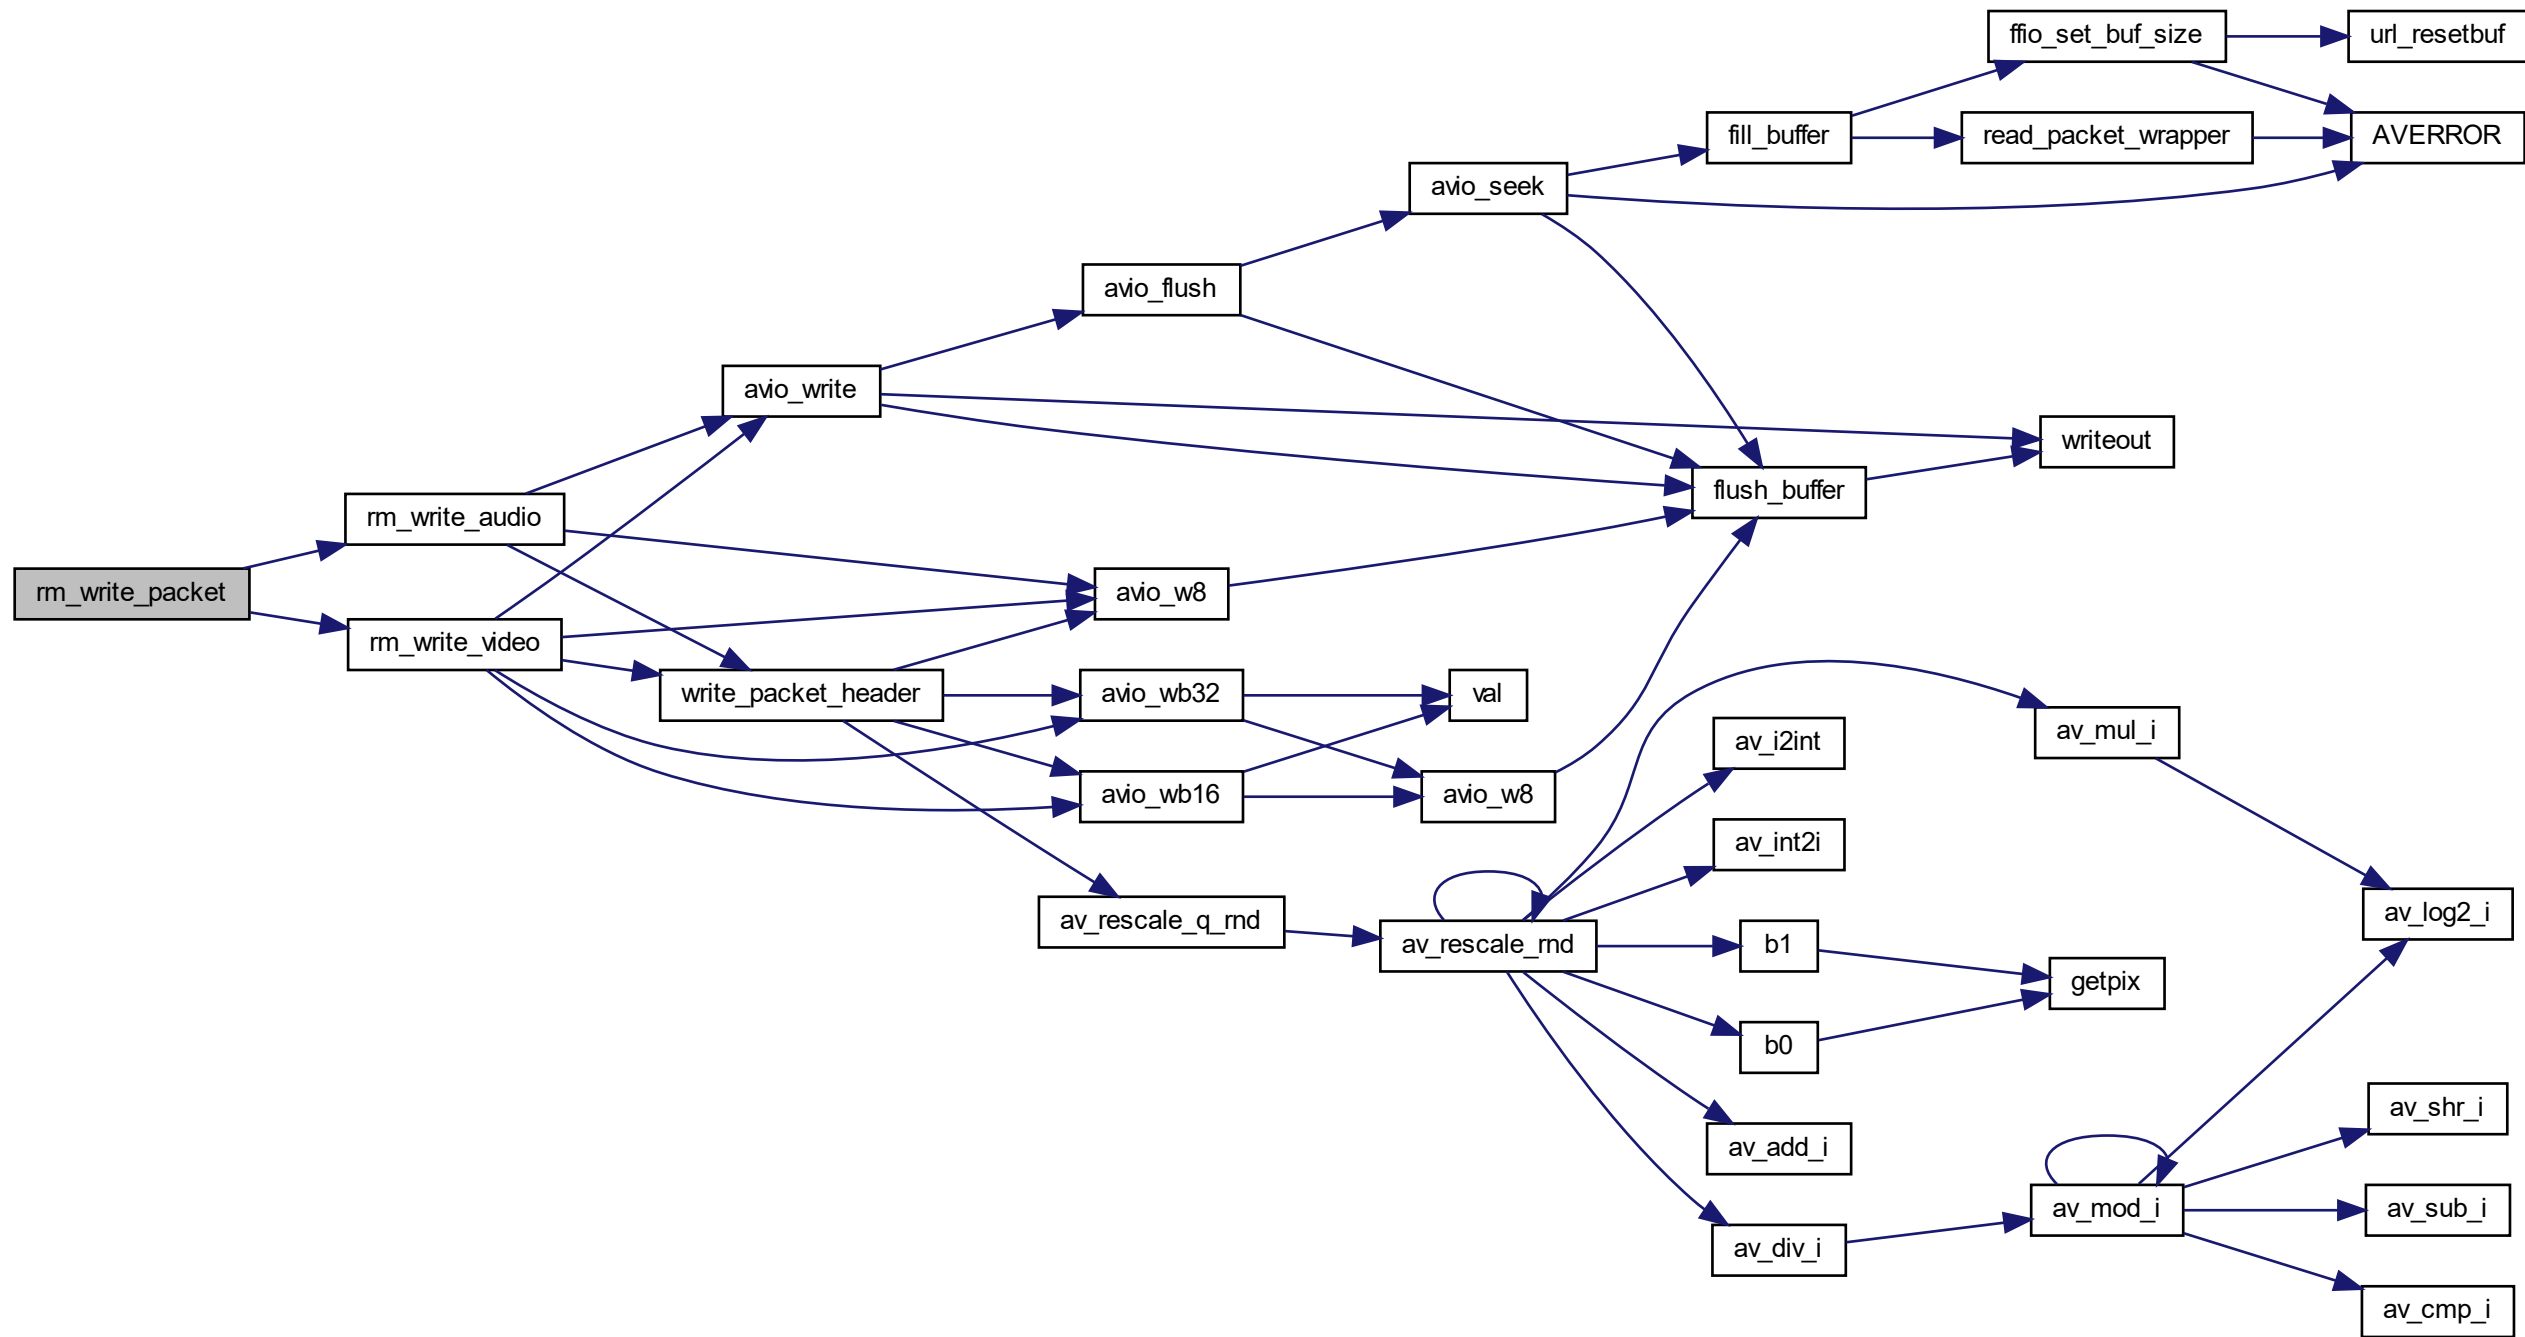 ffio_set_buf_size
url_resetbuf
fill_buffer
read_packet_wrapper
AVERROR
avio_seek
avio_flush
avio_write
writeout
flush_buffer
rm_write_audio
rm_write_packet
avio_w8
rm_write_video
write_packet_header
avio_wb32
val
av_mul_i
av_i2int
avio_wb16
avio_w8
av_int2i
av_log2_i
av_rescale_q_rnd
av_rescale_rnd
b1
getpix
b0
av_shr_i
av_add_i
av_mod_i
av_sub_i
av_div_i
av_cmp_i